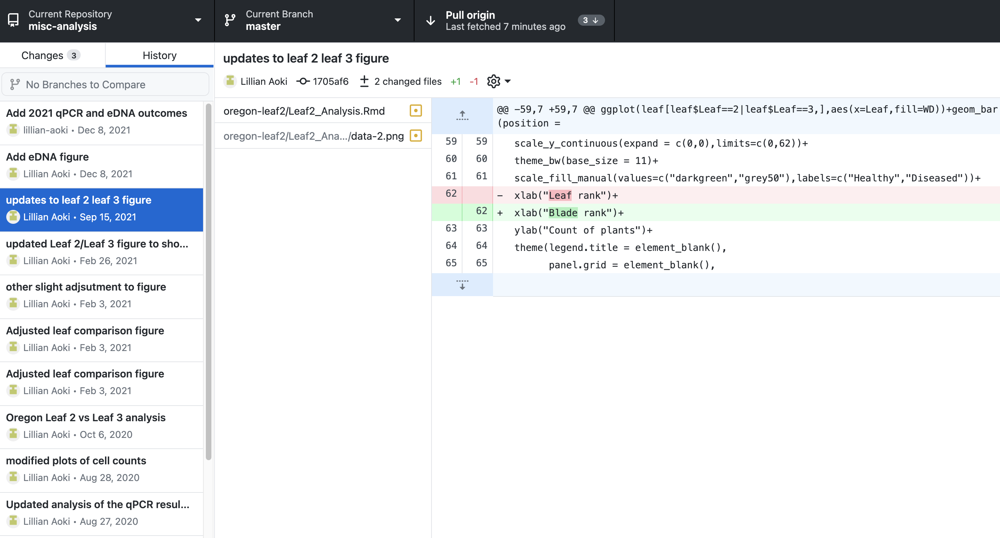 Current Repository
misc-analysis
Current Branch
master
Pull origin
Last fetched 7 minutes ago
3
Changes 3
History
No Branches to Compare
Add 2021 qPCR and eDNA outcomes
lillian-aoki • Dec 8, 2021
Add eDNA figure
Lillian Aoki • Dec 8, 2021
updates to leaf 2 leaf 3 figure
Lillian Aoki • Sep 15, 2021
updated Leaf 2/Leaf 3 figure to sho...
Lillian Aoki • Feb 26, 2021
other slight adjsutment to figure
Lillian Aoki • Feb 3, 2021
Adjusted leaf comparison figure
Lillian Aoki • Feb 3, 2021
Adjusted leaf comparison figure
Lillian Aoki • Feb 3, 2021
Oregon Leaf 2 vs Leaf 3 analysis
Lillian Aoki • Oct 6, 2020
modified plots of cell counts
Lillian Aoki • Aug 28, 2020
Updated analysis of the qPCR resul...
Lillian Aoki • Aug 27, 2020
updates to leaf 2 leaf 3 figure
Lillian Aoki 1705af6 2 changed files +1 -1
oregon-leaf2/Leaf2_Analysis.Rmd
oregon-leaf2/Leaf2_Ana.../data-2.png
@@ -59,7 +59,7 @@ ggplot(leaf[leaf$Leaf==2|leaf$Leaf==3,],aes(x=Leaf,fill=WD))+geom_bar
(position =
59 59 scale_y_continuous(expand = c(0,0),limits=c(0,62))+
60 60 theme_bw(base_size = 11)+
61 61 scale_fill_manual(values=c("darkgreen","grey50"),labels=c("Healthy","Diseased"))+
62 - xlab("Leaf rank")+
62 + xlab("Blade rank")+
63 63 ylab("Count of plants")+
64 64 theme(legend.title = element_blank(),
65 65 panel.grid = element_blank(),